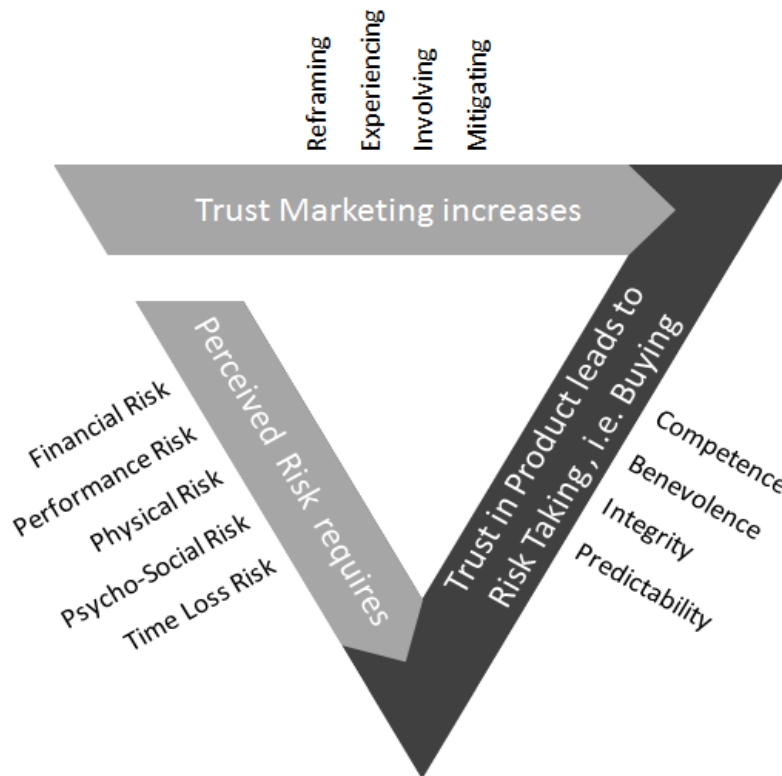 Reframing
Experiencing
Involving
Mitigating
Trust Marketing increases
Perceived Risk requires
Financial Risk
Performance Risk
Physical Risk
Psycho-Social Risk
Time Loss Risk
Trust in Product leads to
Risk Taking, i.e. Buying
Competence
Benevolence
Integrity
Predictability